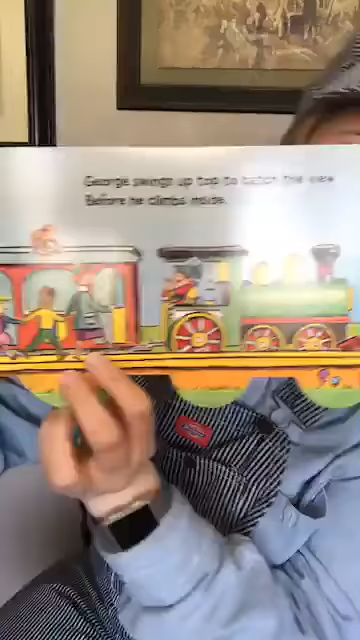 George swings up top to catch the view
Before he climbs inside.